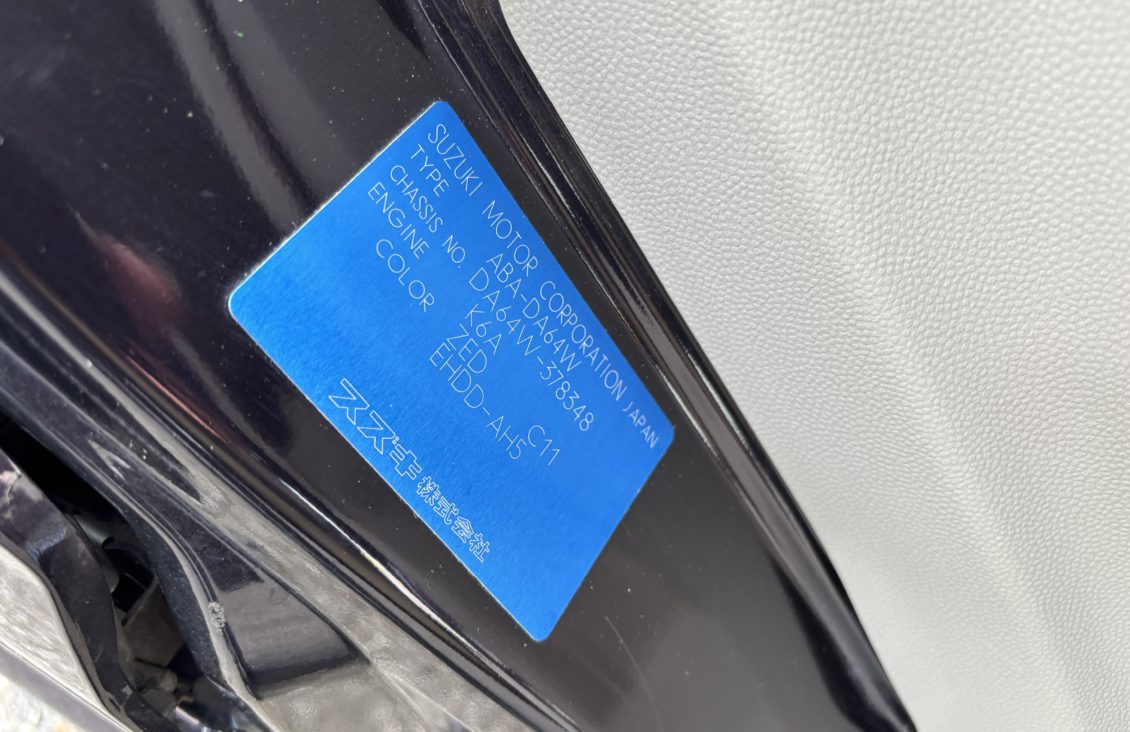 SUZUKI MOTOR CORPORATION JAPAN
TYPE ABA-DA64W
CHASSIS NO. DA64W-378348
ENGINE K6A
COLOR ZED C11
EHDD-AH5
スズキ株式会社